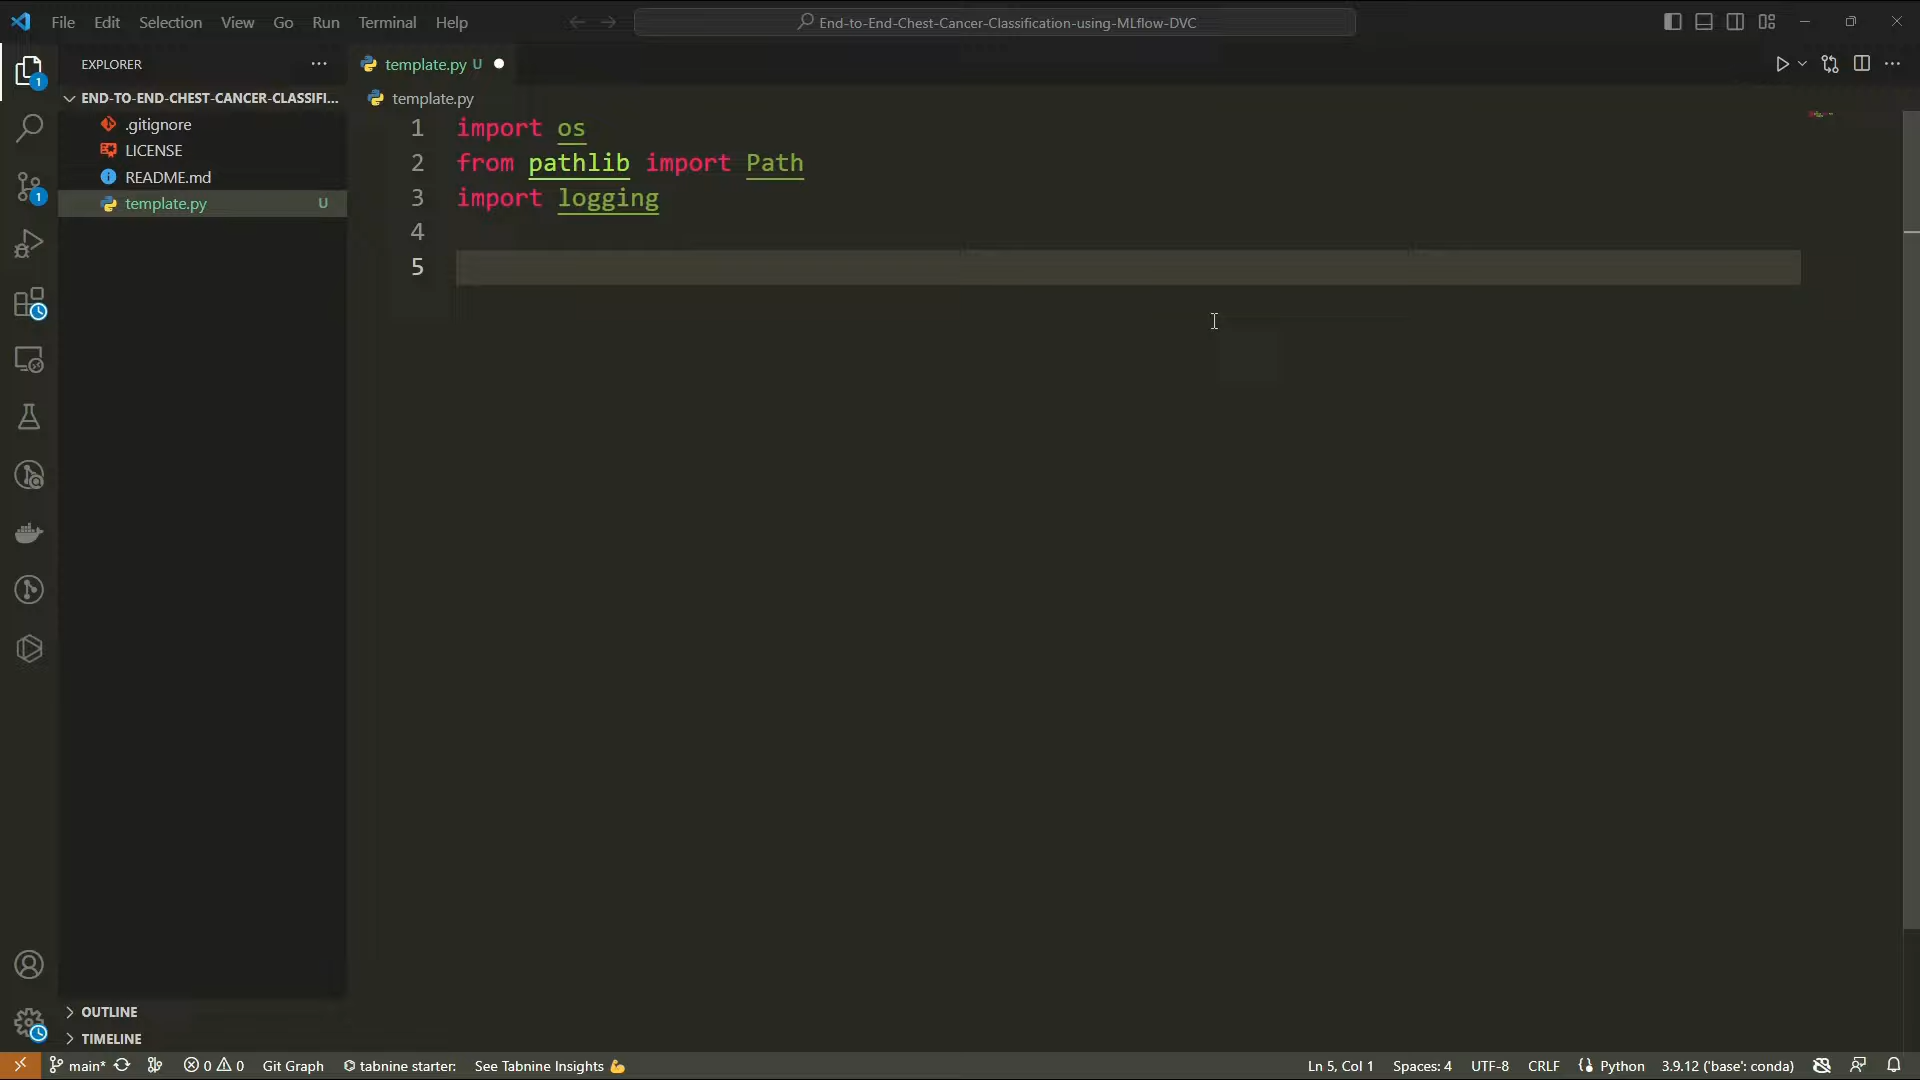 File Edit Selection View Go Run Terminal Help
End-to-End-Chest-Cancer-Classification-using-MLflow-DVC
EXPLORER
template.py U
1
END-TO-END-CHEST-CANCER-CLASSIFI...
template.py
.gitignore
LICENSE
README.md
template.py U
1
1 import os
2 from pathlib import Path
3 import logging
4
5
OUTLINE
TIMELINE
main* 0 0 Git Graph tabnine starter: See Tabnine Insights Ln 5, Col 1 Spaces: 4 UTF-8 CRLF Python 3.9.12 ('base': conda)